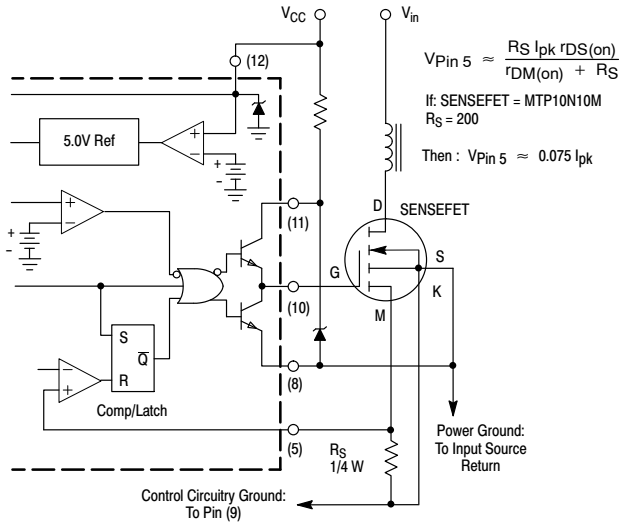 VCC
Vin
(12)
VPin 5 ≈ RS Ipk rDS(on)
rDM(on) + RS
If: SENSEFET = MTP10N10M
RS = 200
Then : VPin 5 ≈ 0.075 Ipk
5.0V Ref
+
-
+
-
+
-
+
-
(11)
D
SENSEFET
S
G
K
(10)
M
S
Q
R
(8)
-
+
Comp/Latch
(5)
RS
1/4 W
Power Ground:
To Input Source
Return
Control Circuitry Ground:
To Pin (9)